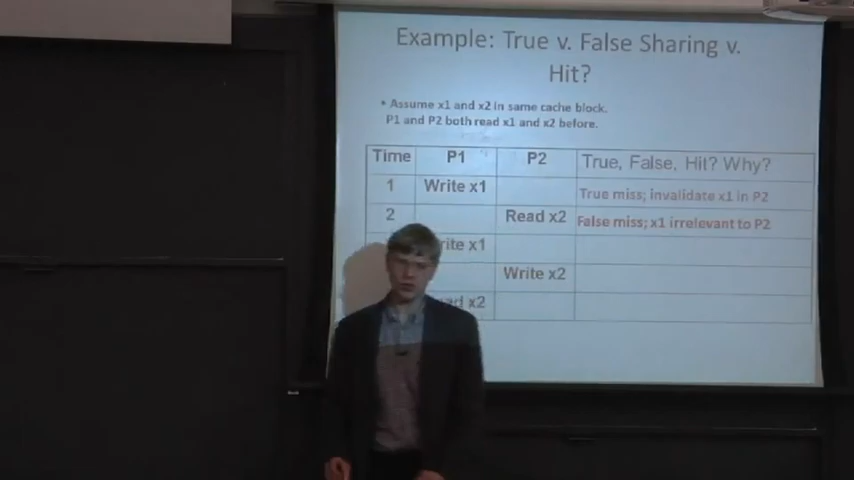 Example: True v. False Sharing v.
Hit?
• Assume x1 and x2 in same cache block.
P1 and P2 both read x1 and x2 before.
Time P1 P2 True, False, Hit? Why?
1 Write x1 True miss; invalidate x1 in P2
2 Read x2 False miss; x1 irrelevant to P2
x1
Write x2
x2